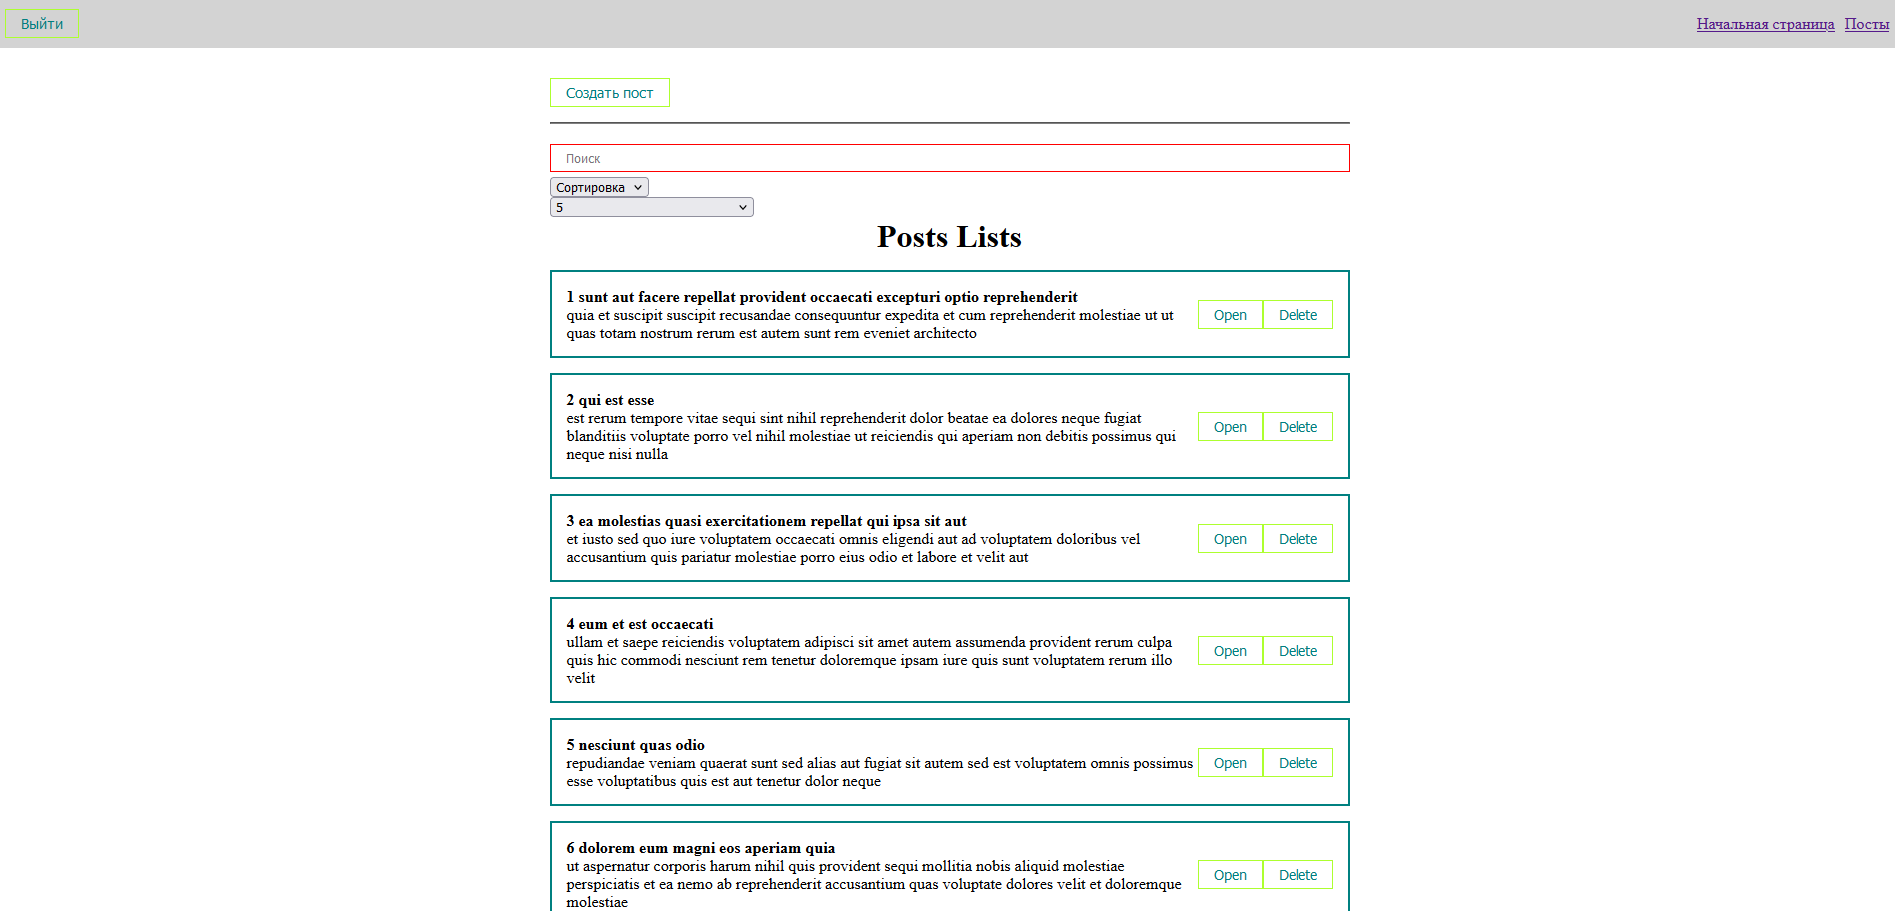 Выйти
Начальная страница Посты
Создать пост
Поиск
Сортировка
5
Posts Lists
1 sunt aut facere repellat provident occaecati excepturi optio reprehenderit
quia et suscipit suscipit recusandae consequuntur expedita et cum reprehenderit molestiae ut ut
quas totam nostrum rerum est autem sunt rem eveniet architecto
Open Delete
2 qui est esse
est rerum tempore vitae sequi sint nihil reprehenderit dolor beatae ea dolores neque fugiat
blanditiis voluptate porro vel nihil molestiae ut reiciendis qui aperiam non debitis possimus qui
neque nisi nulla
Open Delete
3 ea molestias quasi exercitationem repellat qui ipsa sit aut
et iusto sed quo iure voluptatem occaecati omnis eligendi aut ad voluptatem doloribus vel
accusantium quis pariatur molestiae porro eius odio et labore et velit aut
Open Delete
4 eum et est occaecati
ullam et saepe reiciendis voluptatem adipisci sit amet autem assumenda provident rerum culpa
quis hic commodi nesciunt rem tenetur doloremque ipsam iure quis sunt voluptatem rerum illo
velit
Open Delete
5 nesciunt quas odio
repudiandae veniam quaerat sunt sed alias aut fugiat sit autem sed est voluptatem omnis possimus
esse voluptatibus quis est aut tenetur dolor neque
Open Delete
6 dolorem eum magni eos aperiam quia
ut aspernatur corporis harum nihil quis provident sequi mollitia nobis aliquid molestiae
perspiciatis et ea nemo ab reprehenderit accusantium quas voluptate dolores velit et doloremque
molestiae
Open Delete